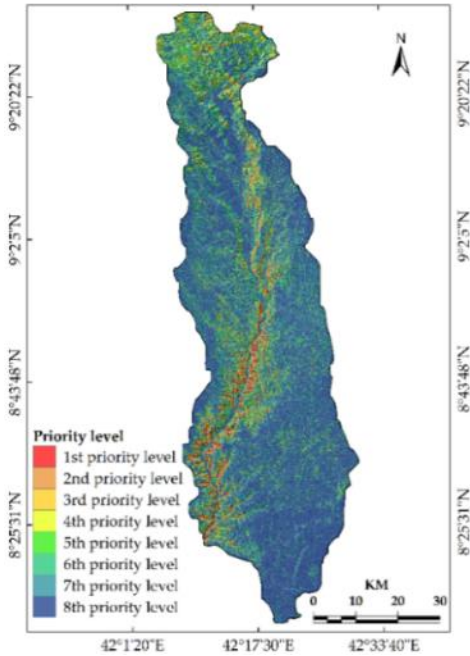 N
9°20'22"N
9°20'22"N
9°2'5"N
9°2'5"N
8°43'48"N
8°43'48"N
8°25'31"N
8°25'31"N
Priority level
1st priority level
2nd priority level
3rd priority level
4th priority level
5th priority level
6th priority level
7th priority level
8th priority level
KM
0 10 20 30
42°1'20"E
42°17'30"E
42°33'40"E